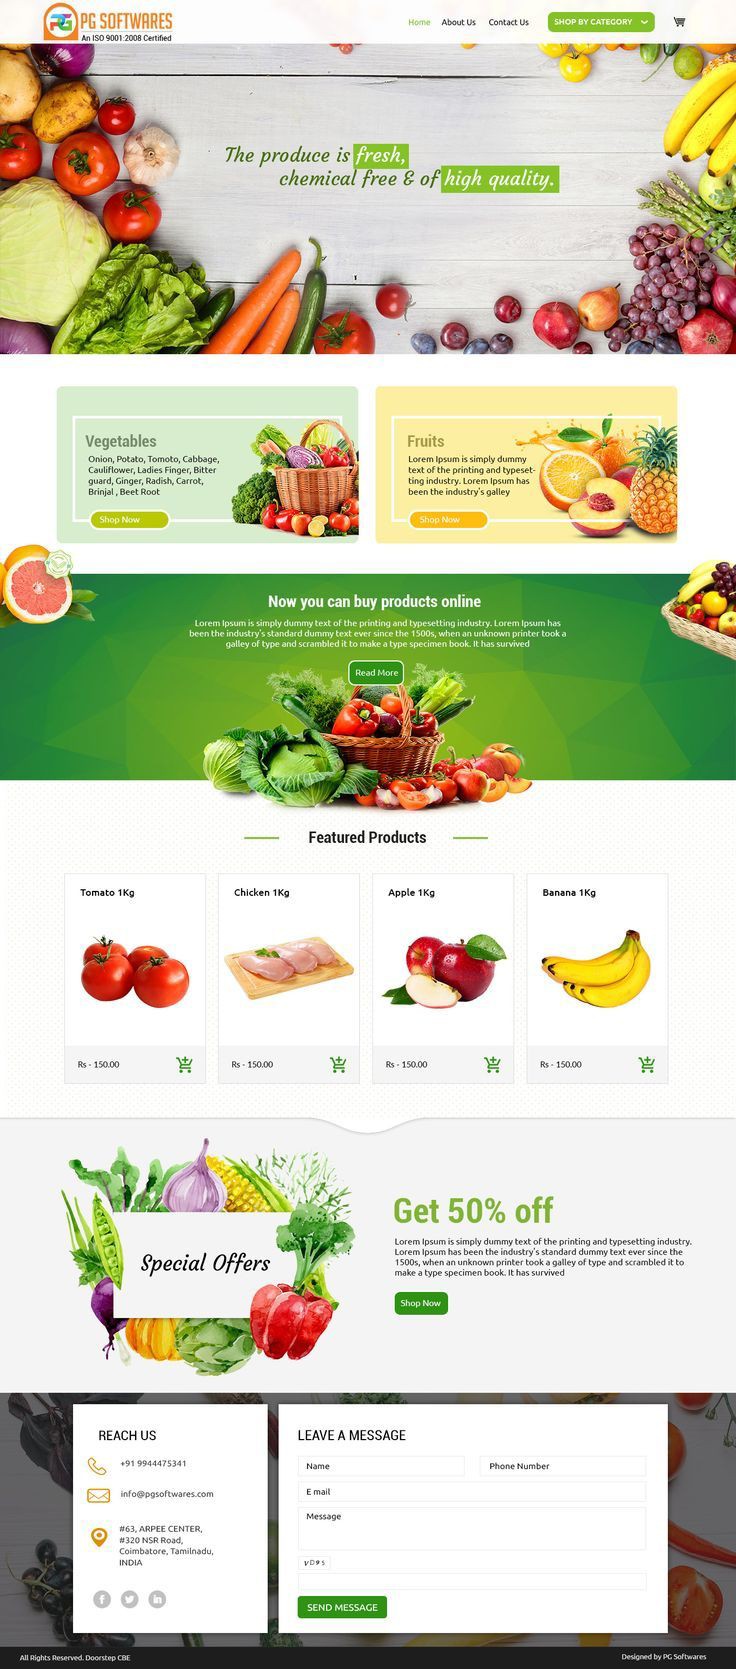 PG SOFTWARES
An ISO 9001:2008 Certified
Home About Us Contact Us SHOP BY CATEGORY
The produce is fresh,
chemical free & of high quality.
Vegetables
Onion, Potato, Tomoto, Cabbage,
Cauliflower, Ladies Finger, Bitter
guard, Ginger, Radish, Carrot,
Brinjal , Beet Root
Shop Now
Fruits
Lorem Ipsum is simply dummy
text of the printing and typeset-
ting industry. Lorem Ipsum has
been the industry's galley
Shop Now
Now you can buy products online
Lorem Ipsum is simply dummy text of the printing and typesetting industry. Lorem Ipsum has
been the industry's standard dummy text ever since the 1500s, when an unknown printer took a
galley of type and scrambled it to make a type specimen book. It has survived
Read More
Featured Products
Tomato 1Kg
Rs - 150.00
Chicken 1Kg
Rs - 150.00
Apple 1Kg
Rs - 150.00
Banana 1Kg
Rs - 150.00
Special Offers
Get 50% off
Lorem Ipsum is simply dummy text of the printing and typesetting industry.
Lorem Ipsum has been the industry's standard dummy text ever since the
1500s, when an unknown printer took a galley of type and scrambled it to
make a type specimen book. It has survived
Shop Now
REACH US
+91 9944475341
info@pgsoftwares.com
#63, ARPEE CENTER,
#320 NSR Road,
Coimbatore, Tamilnadu,
INDIA
LEAVE A MESSAGE
Name
Phone Number
E mail
Message
VD95
SEND MESSAGE
All Rights Reserved. Doorstep CBE
Designed by PG Softwares